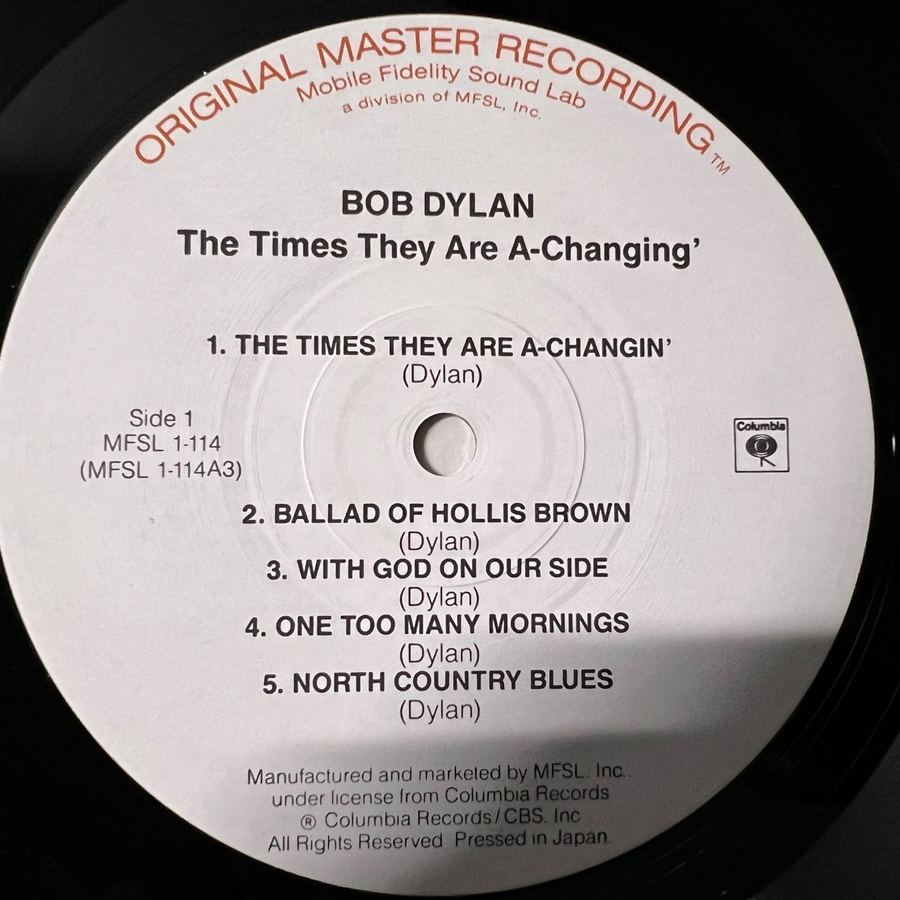 ORIGINAL MASTER RECORDING™
Mobile Fidelity Sound Lab
a division of MFSL, Inc.
BOB DYLAN
The Times They Are A-Changing'
1. THE TIMES THEY ARE A-CHANGIN'
(Dylan)
Side 1
MFSL 1-114
(MFSL 1-114A3)
Columbia
2. BALLAD OF HOLLIS BROWN
(Dylan)
3. WITH GOD ON OUR SIDE
(Dylan)
4. ONE TOO MANY MORNINGS
(Dylan)
5. NORTH COUNTRY BLUES
(Dylan)
Manufactured and marketed by MFSL. Inc..
under license from Columbia Records
® Columbia Records/CBS. Inc
All Rights Reserved Pressed in Japan.